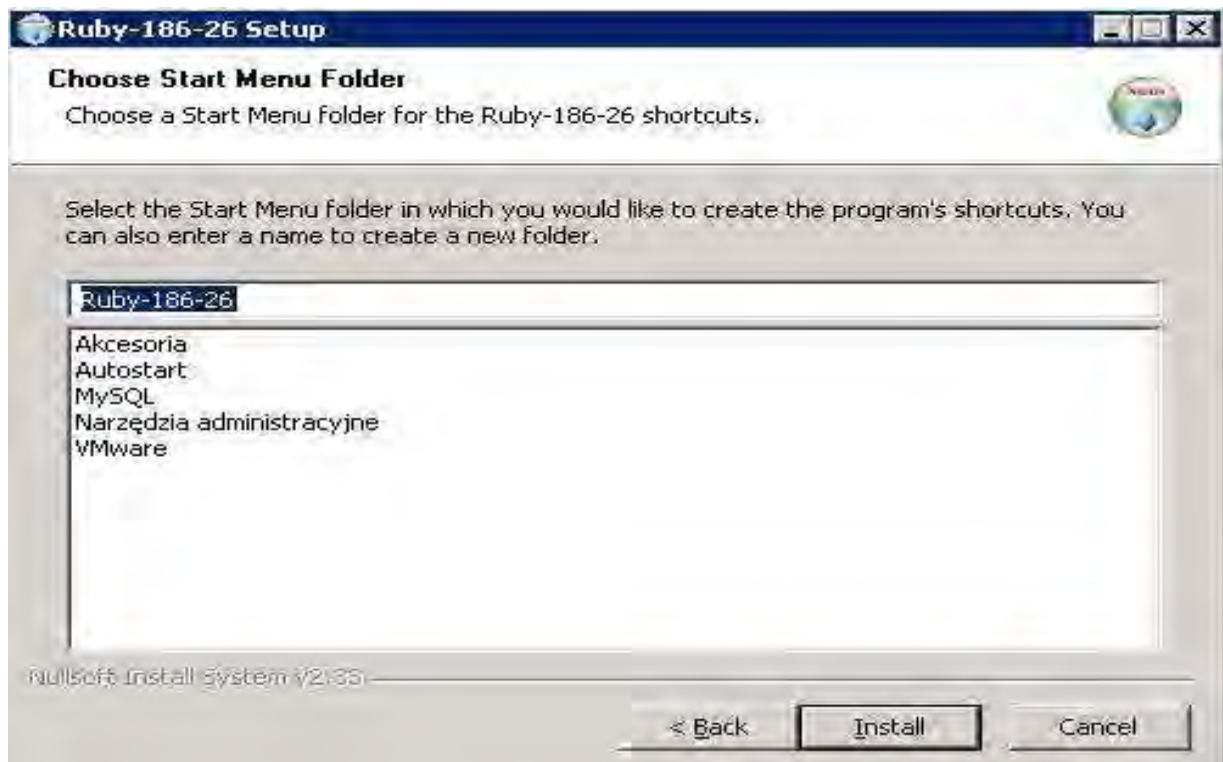 Ruby-186-26 Setup
Choose Start Menu Folder
Choose a Start Menu folder for the Ruby-186-26 shortcuts.
Select the Start Menu folder in which you would like to create the program's shortcuts. You
can also enter a name to create a new folder.
Ruby-186-26
Akcesoria
Autostart
MySQL
Narzędzia administracyjne
VMware
Nullsoft Install System
< Back Install Cancel